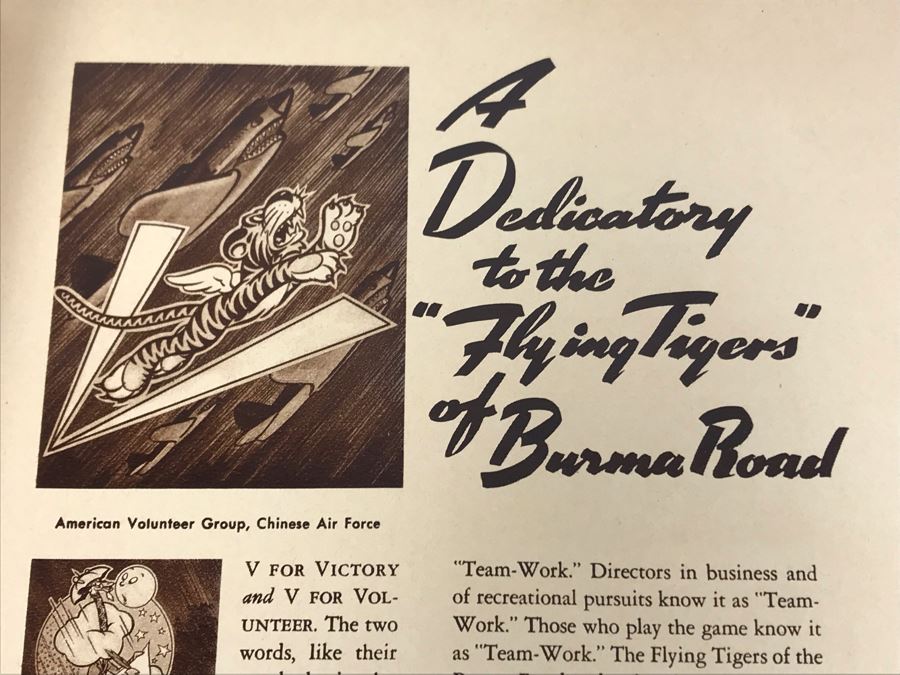 A
Dedicatory
to the
"Flying Tigers"
of Burma Road
American Volunteer Group, Chinese Air Force
V FOR VICTORY
and V FOR VOL-
UNTEER. The two
words, like their
"Team-Work." Directors in business and
of recreational pursuits know it as "Team-
Work." Those who play the game know it
as "Team-Work." The Flying Tigers of the